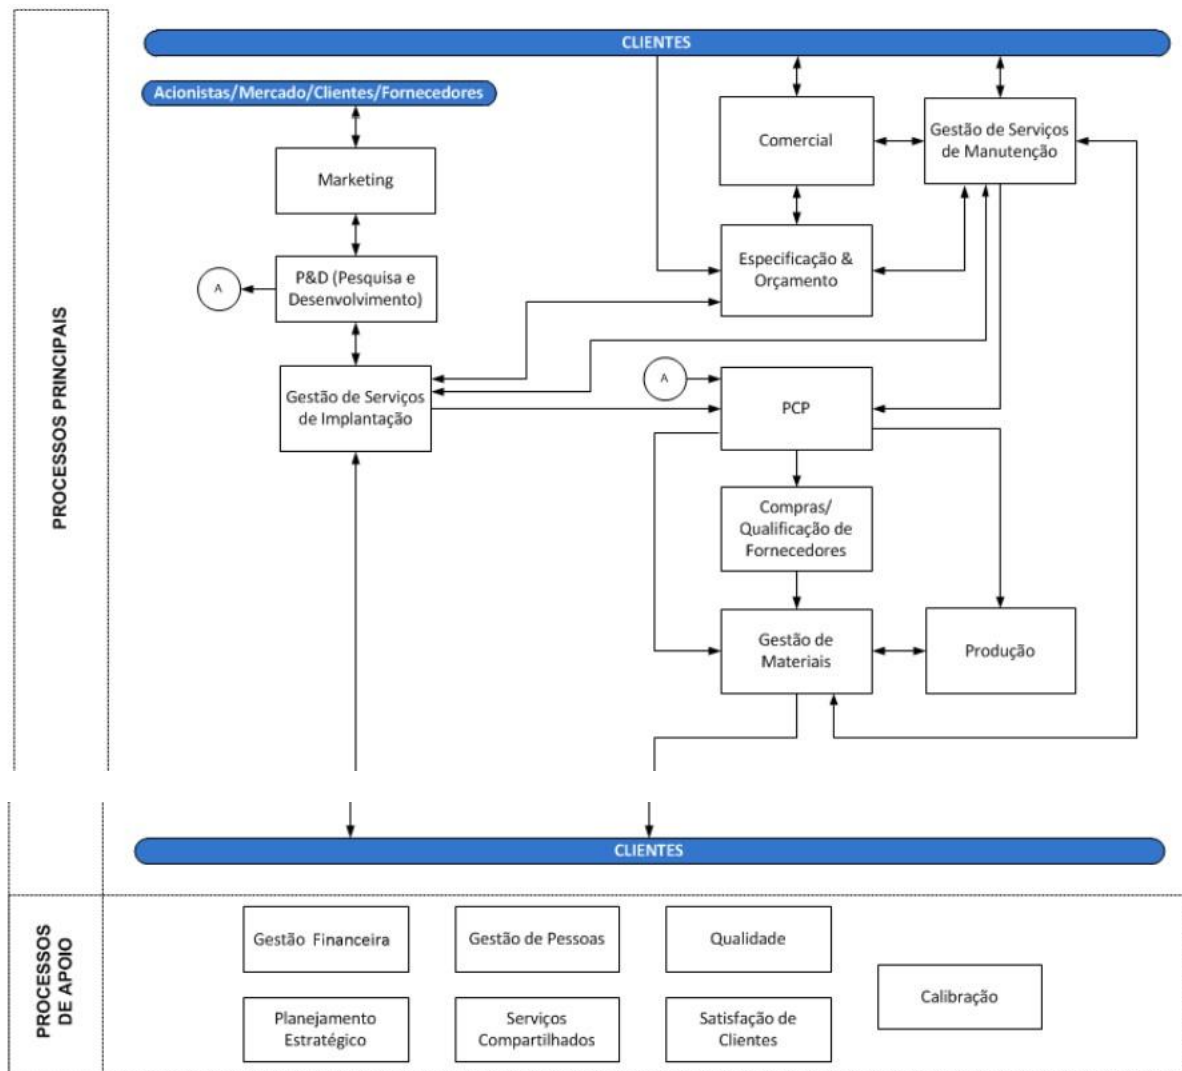 CLIENTES
Acionistas/Mercado/Clientes/Fornecedores
Marketing
P&D (Pesquisa e
Desenvolvimento)
A
Gestão de Serviços
de Implantação
Comercial
Gestão de Serviços
de Manutenção
Especificação &
Orçamento
A
PCP
Compras/
Qualificação de
Fornecedores
Gestão de
Materiais
Produção
PROCESSOS PRINCIPAIS
CLIENTES
PROCESSOS
DE APOIO
Gestão Financeira
Gestão de Pessoas
Qualidade
Calibração
Planejamento
Estratégico
Serviços
Compartilhados
Satisfação de
Clientes